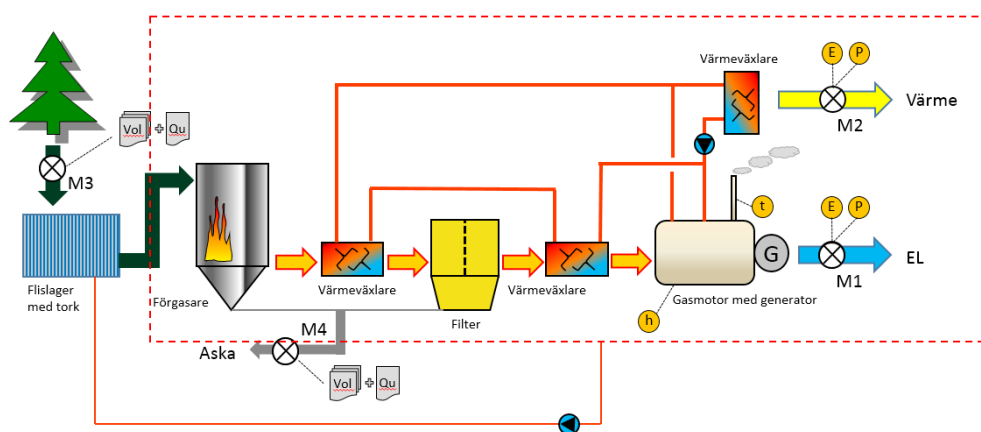 Värmeväxlare
E
P
Värme
M2
Vol
Qu
M3
t
E
P
G
EL
M1
Flislager
med tork
Förgasare
Värmeväxlare
Filter
Värmeväxlare
Gasmotor med generator
h
M4
Aska
Vol
Qu